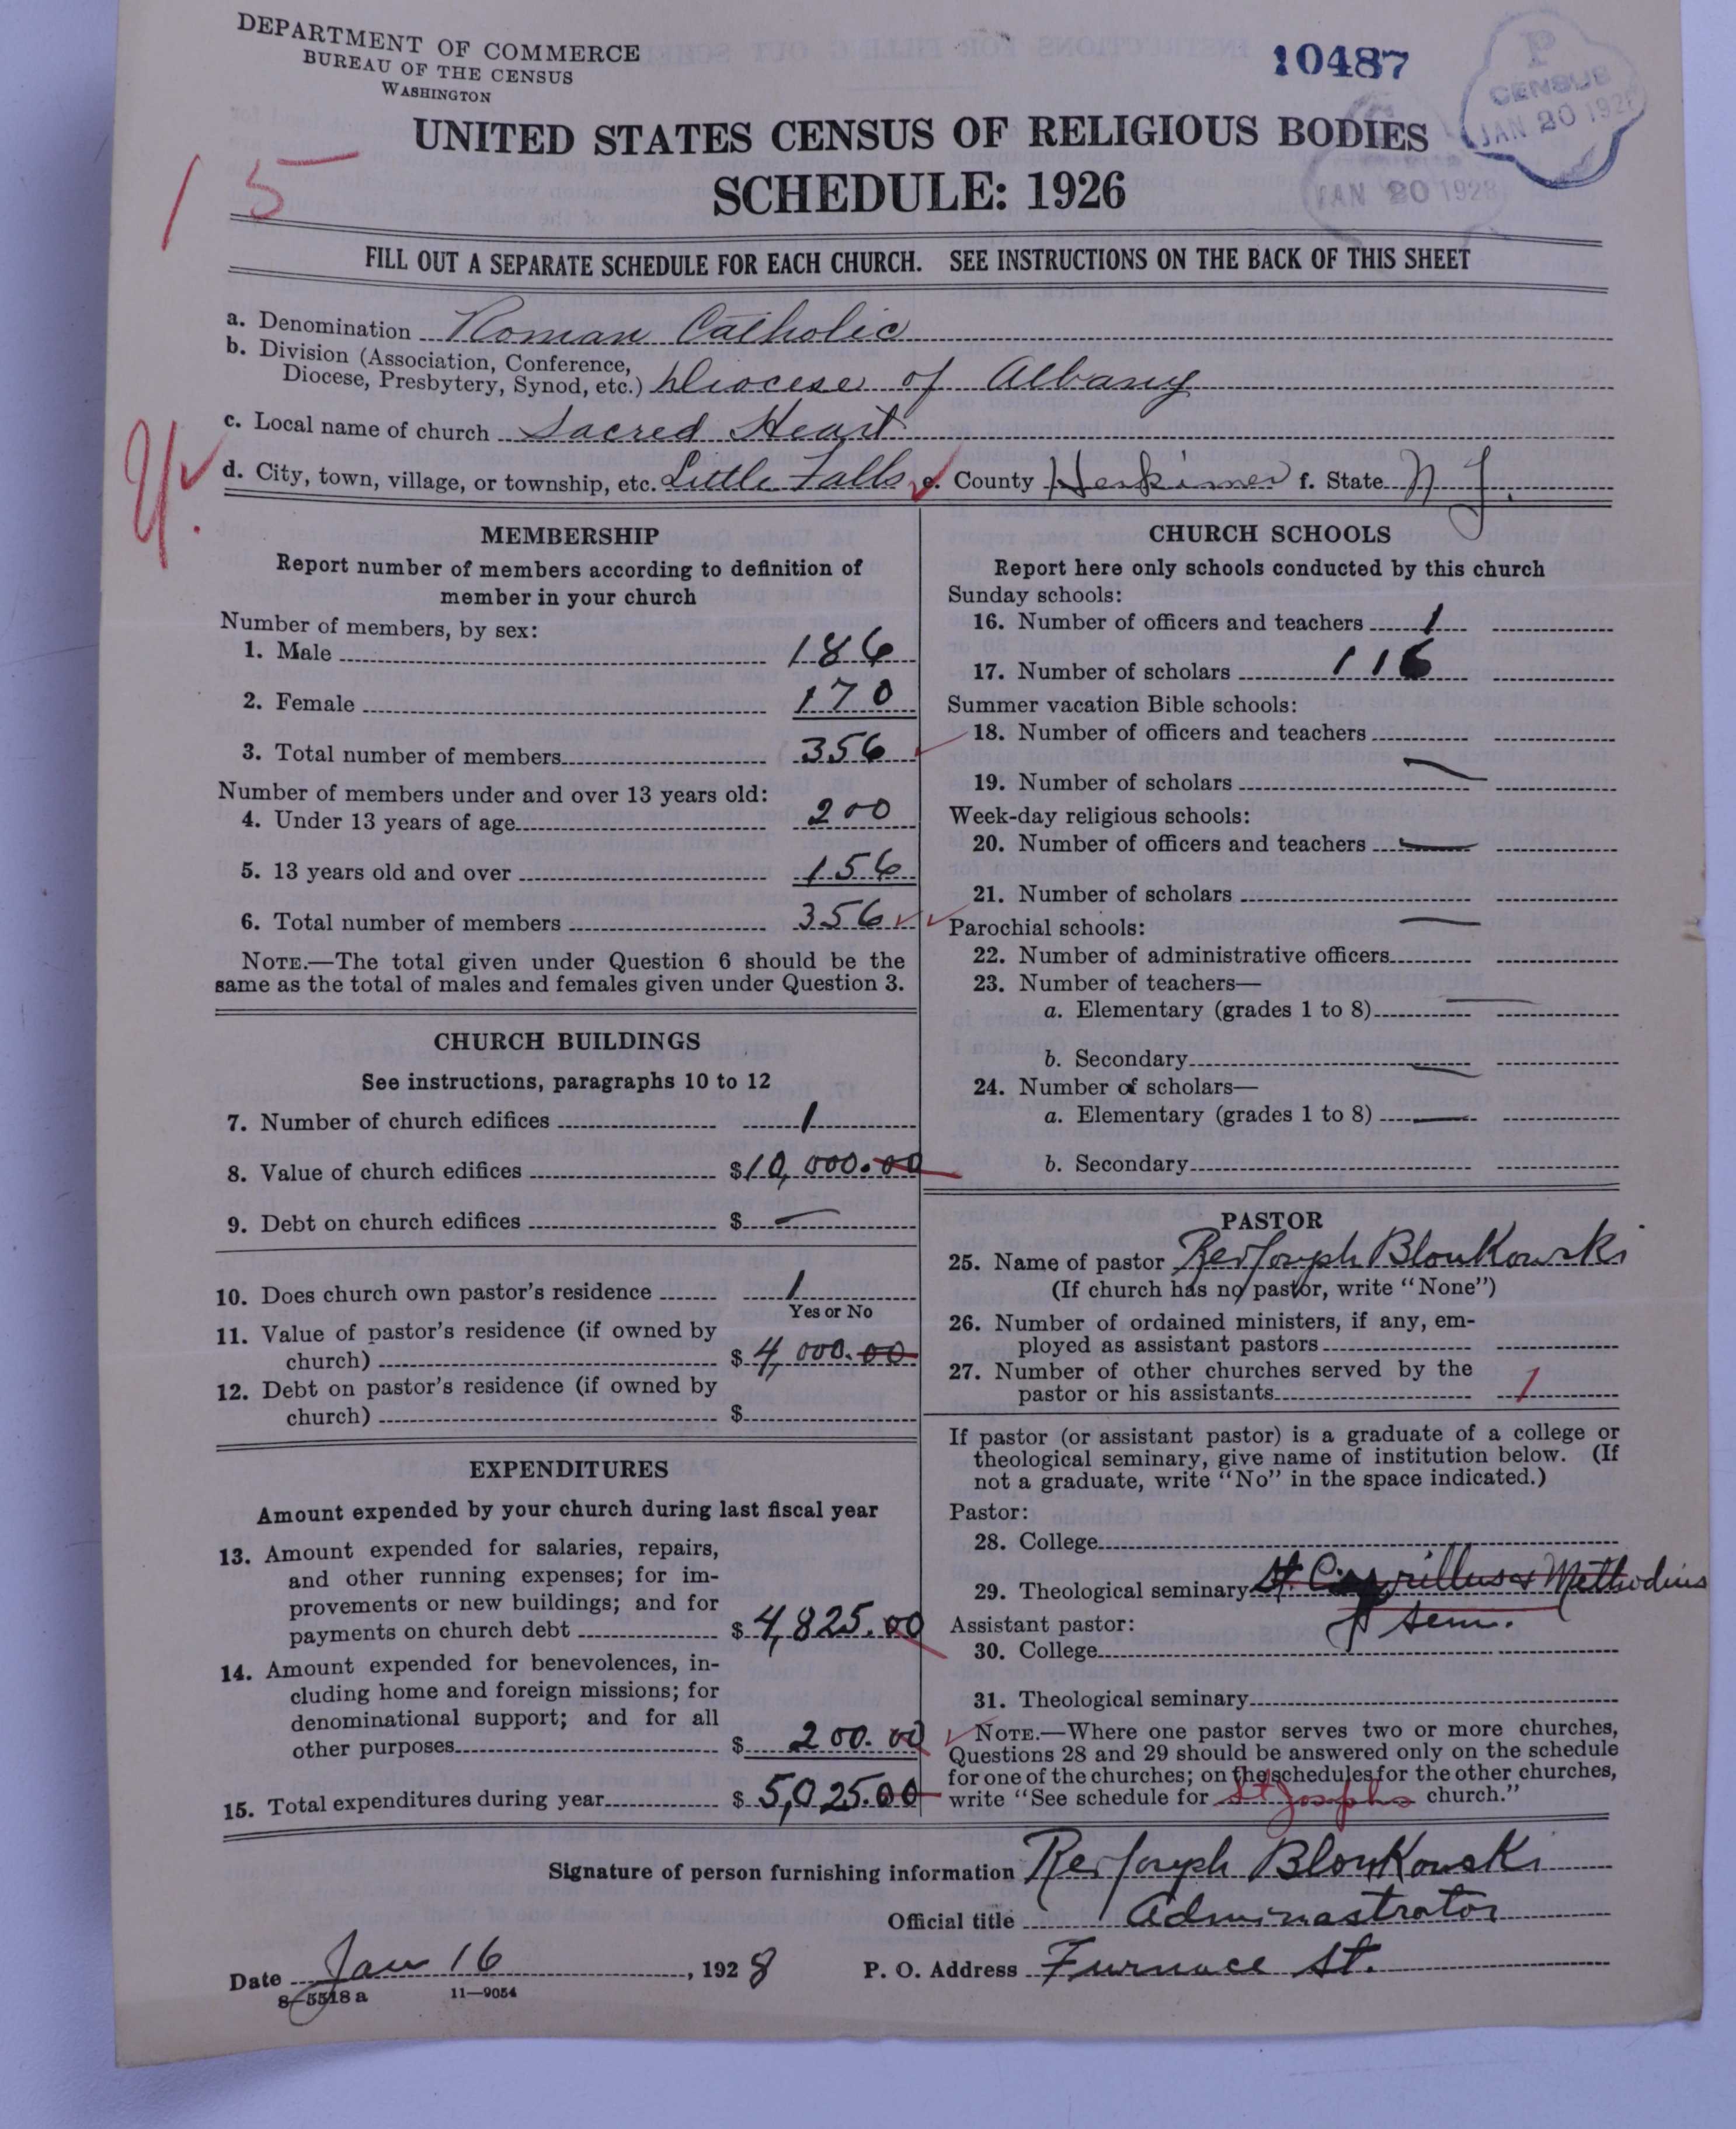 DEPARTMENT OF COMMERCE
BUREAU OF THE CENSUS
WASHINGTON
10487
P
CENSUS
JAN 20 1928
JAN 20 1928
15
UNITED STATES CENSUS OF RELIGIOUS BODIES
SCHEDULE: 1926
FILL OUT A SEPARATE SCHEDULE FOR EACH CHURCH. SEE INSTRUCTIONS ON THE BACK OF THIS SHEET
a. Denomination Roman Catholic
b. Division (Association, Conference,
Diocese, Presbytery, Synod, etc.) Diocese of Albany
c. Local name of church Sacred Heart
d. City, town, village, or township, etc. Little Falls e. County Herkimer f. State N Y.
MEMBERSHIP
Report number of members according to definition of
member in your church
Number of members, by sex:
1. Male 186
2. Female 170
3. Total number of members 356
Number of members under and over 13 years old:
4. Under 13 years of age 200
5. 13 years old and over 156
6. Total number of members 356
NOTE.—The total given under Question 6 should be the
same as the total of males and females given under Question 3.
CHURCH BUILDINGS
See instructions, paragraphs 10 to 12
7. Number of church edifices 1
8. Value of church edifices $10,000.00
9. Debt on church edifices $ —
10. Does church own pastor's residence 1
Yes or No
11. Value of pastor's residence (if owned by
church) $4,000.00
12. Debt on pastor's residence (if owned by
church) $
EXPENDITURES
Amount expended by your church during last fiscal year
13. Amount expended for salaries, repairs,
and other running expenses; for im-
provements or new buildings; and for
payments on church debt $4,825.00
14. Amount expended for benevolences, in-
cluding home and foreign missions; for
denominational support; and for all
other purposes $200.00
15. Total expenditures during year $5,025.00
CHURCH SCHOOLS
Report here only schools conducted by this church
Sunday schools:
16. Number of officers and teachers 1
17. Number of scholars 116
Summer vacation Bible schools:
18. Number of officers and teachers
19. Number of scholars —
Week-day religious schools:
20. Number of officers and teachers —
21. Number of scholars
Parochial schools: —
22. Number of administrative officers
23. Number of teachers—
a. Elementary (grades 1 to 8) —
b. Secondary —
24. Number of scholars—
a. Elementary (grades 1 to 8) —
b. Secondary
PASTOR
25. Name of pastor Rev Joseph Blonkowski
(If church has no pastor, write "None")
26. Number of ordained ministers, if any, em-
ployed as assistant pastors
27. Number of other churches served by the
pastor or his assistants 1
If pastor (or assistant pastor) is a graduate of a college or
theological seminary, give name of institution below. (If
not a graduate, write "No" in the space indicated.)
Pastor:
28. College
29. Theological seminary St. Cyrillus & Methodius
Sem.
Assistant pastor:
30. College
31. Theological seminary
NOTE.—Where one pastor serves two or more churches,
Questions 28 and 29 should be answered only on the schedule
for one of the churches; on the schedules for the other churches,
write "See schedule for St Josephs church."
Signature of person furnishing information Rev Joseph Blonkowski
Official title Adminastrator
Date Jan 16, 1928 P. O. Address Furnace St.
8—5518 a 11—9054